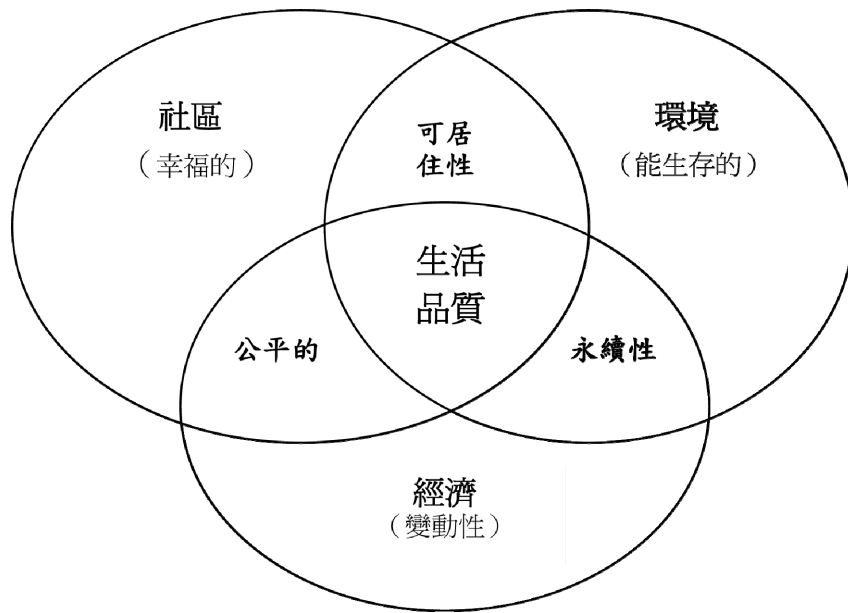 社區
（幸福的）
可居
住性
環境
（能生存的）
生活
品質
公平的
永續性
經濟
（變動性）